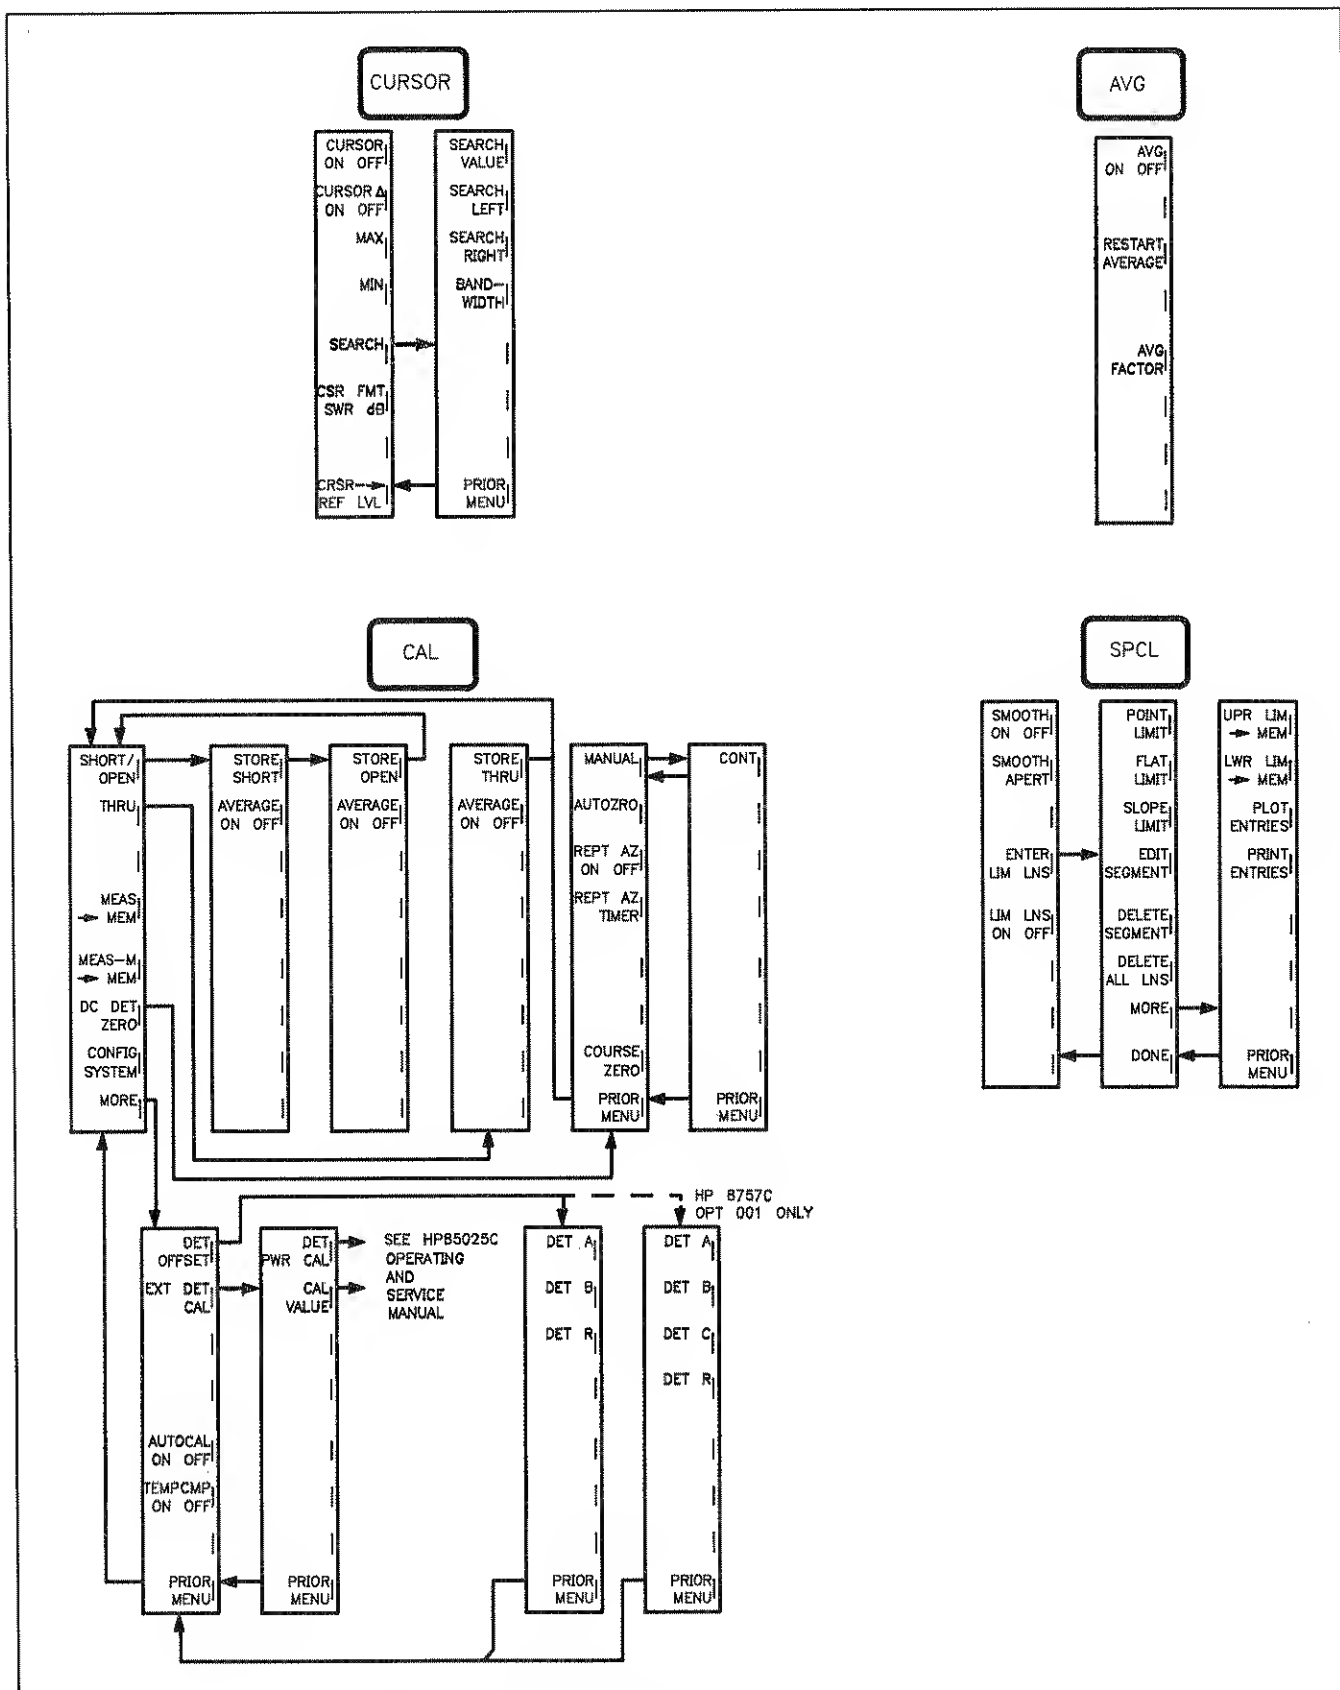 CURSOR
CURSOR
ON OFF
CURSOR Δ
ON OFF
MAX
MIN
SEARCH
CSR FMT
SWR dB
CRSR→
REF LVL
SEARCH
VALUE
SEARCH
LEFT
SEARCH
RIGHT
BAND-
WIDTH
PRIOR
MENU
AVG
AVG
ON OFF
RESTART
AVERAGE
AVG
FACTOR
CAL
SHORT/
OPEN
THRU
MEAS
→ MEM
MEAS-M
→ MEM
DC DET
ZERO
CONFIG
SYSTEM
MORE
STORE
SHORT
AVERAGE
ON OFF
STORE
OPEN
AVERAGE
ON OFF
STORE
THRU
AVERAGE
ON OFF
MANUAL
AUTOZRO
REPT AZ
ON OFF
REPT AZ
TIMER
COURSE
ZERO
PRIOR
MENU
CONT
PRIOR
MENU
SPCL
SMOOTH
ON OFF
SMOOTH
APERT
ENTER
LIM LNS
LIM LNS
ON OFF
POINT
LIMIT
FLAT
LIMIT
SLOPE
LIMIT
EDIT
SEGMENT
DELETE
SEGMENT
DELETE
ALL LNS
MORE
DONE
UPR LIM
→ MEM
LWR LIM
→ MEM
PLOT
ENTRIES
PRINT
ENTRIES
PRIOR
MENU
DET
OFFSET
EXT DET
CAL
AUTOCAL
ON OFF
TEMPCMP
ON OFF
PRIOR
MENU
DET
PWR CAL
CAL
VALUE
PRIOR
MENU
SEE HP85025C
OPERATING
AND
SERVICE
MANUAL
DET A
DET B
DET R
PRIOR
MENU
HP 8757C
OPT 001 ONLY
DET A
DET B
DET C
DET R
PRIOR
MENU